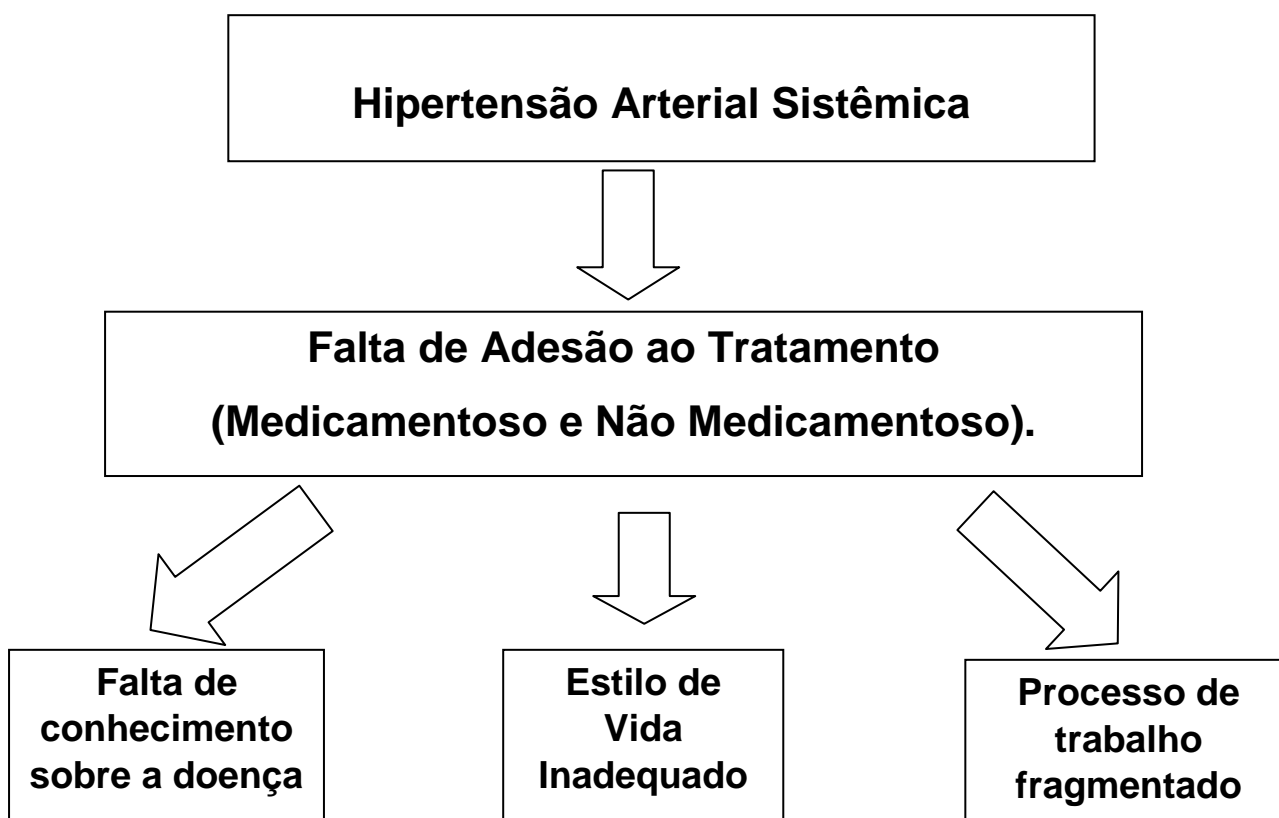 Hipertensão Arterial Sistêmica
Falta de Adesão ao Tratamento
(Medicamentoso e Não Medicamentoso).
Falta de
conhecimento
sobre a doença
Estilo de
Vida
Inadequado
Processo de
trabalho
fragmentado